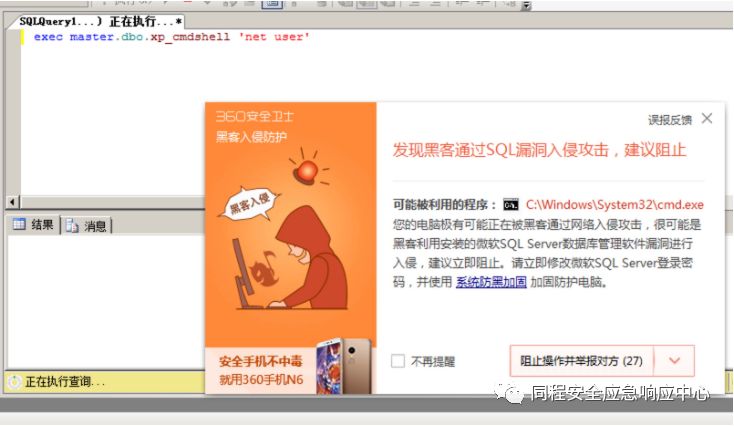 SQLQuery1...) 正在执行...*
exec master.dbo.xp_cmdshell 'net user'
360安全卫士
黑客入侵防护
误报反馈
发现黑客通过SQL漏洞入侵攻击，建议阻止
黑客入侵
可能被利用的程序： C:\Windows\System32\cmd.exe
您的电脑极有可能正在被黑客通过网络入侵攻击，很可能是
黑客利用安装的微软SQL Server数据库管理软件漏洞进行
入侵，建议立即阻止。请立即修改微软SQL Server登录密
码，并使用 系统防黑加固 加固防护电脑。
结果 消息
安全手机不中毒
就用360手机N6
不再提醒
阻止操作并举报对方 (27)
正在执行查询...
同程安全应急响应中心